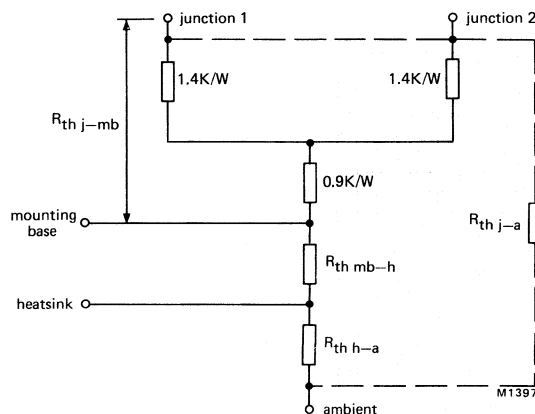 junction 1
junction 2
1.4K/W
1.4K/W
R th j–mb
0.9K/W
mounting
base
R th j–a
R th mb–h
heatsink
R th h–a
M1397
ambient